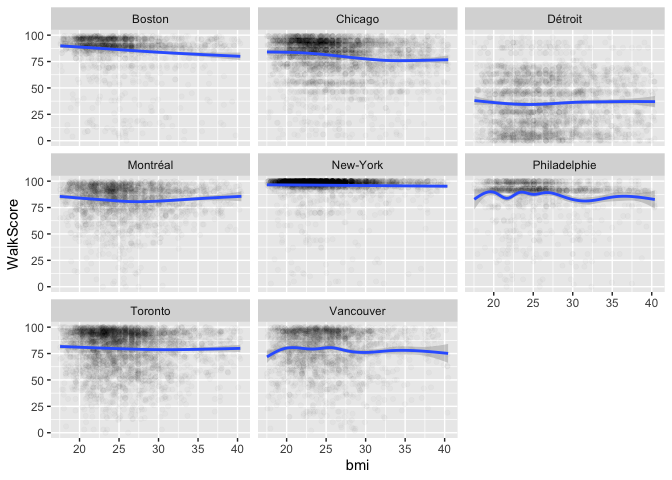 Boston
Chicago
Détroit
100
75
50
25
0
Montréal
New-York
Philadelphie
100
75
50
25
0
WalkScore
20 25 30 35 40
Toronto
Vancouver
100
75
50
25
0
20 25 30 35 40
20 25 30 35 40
bmi